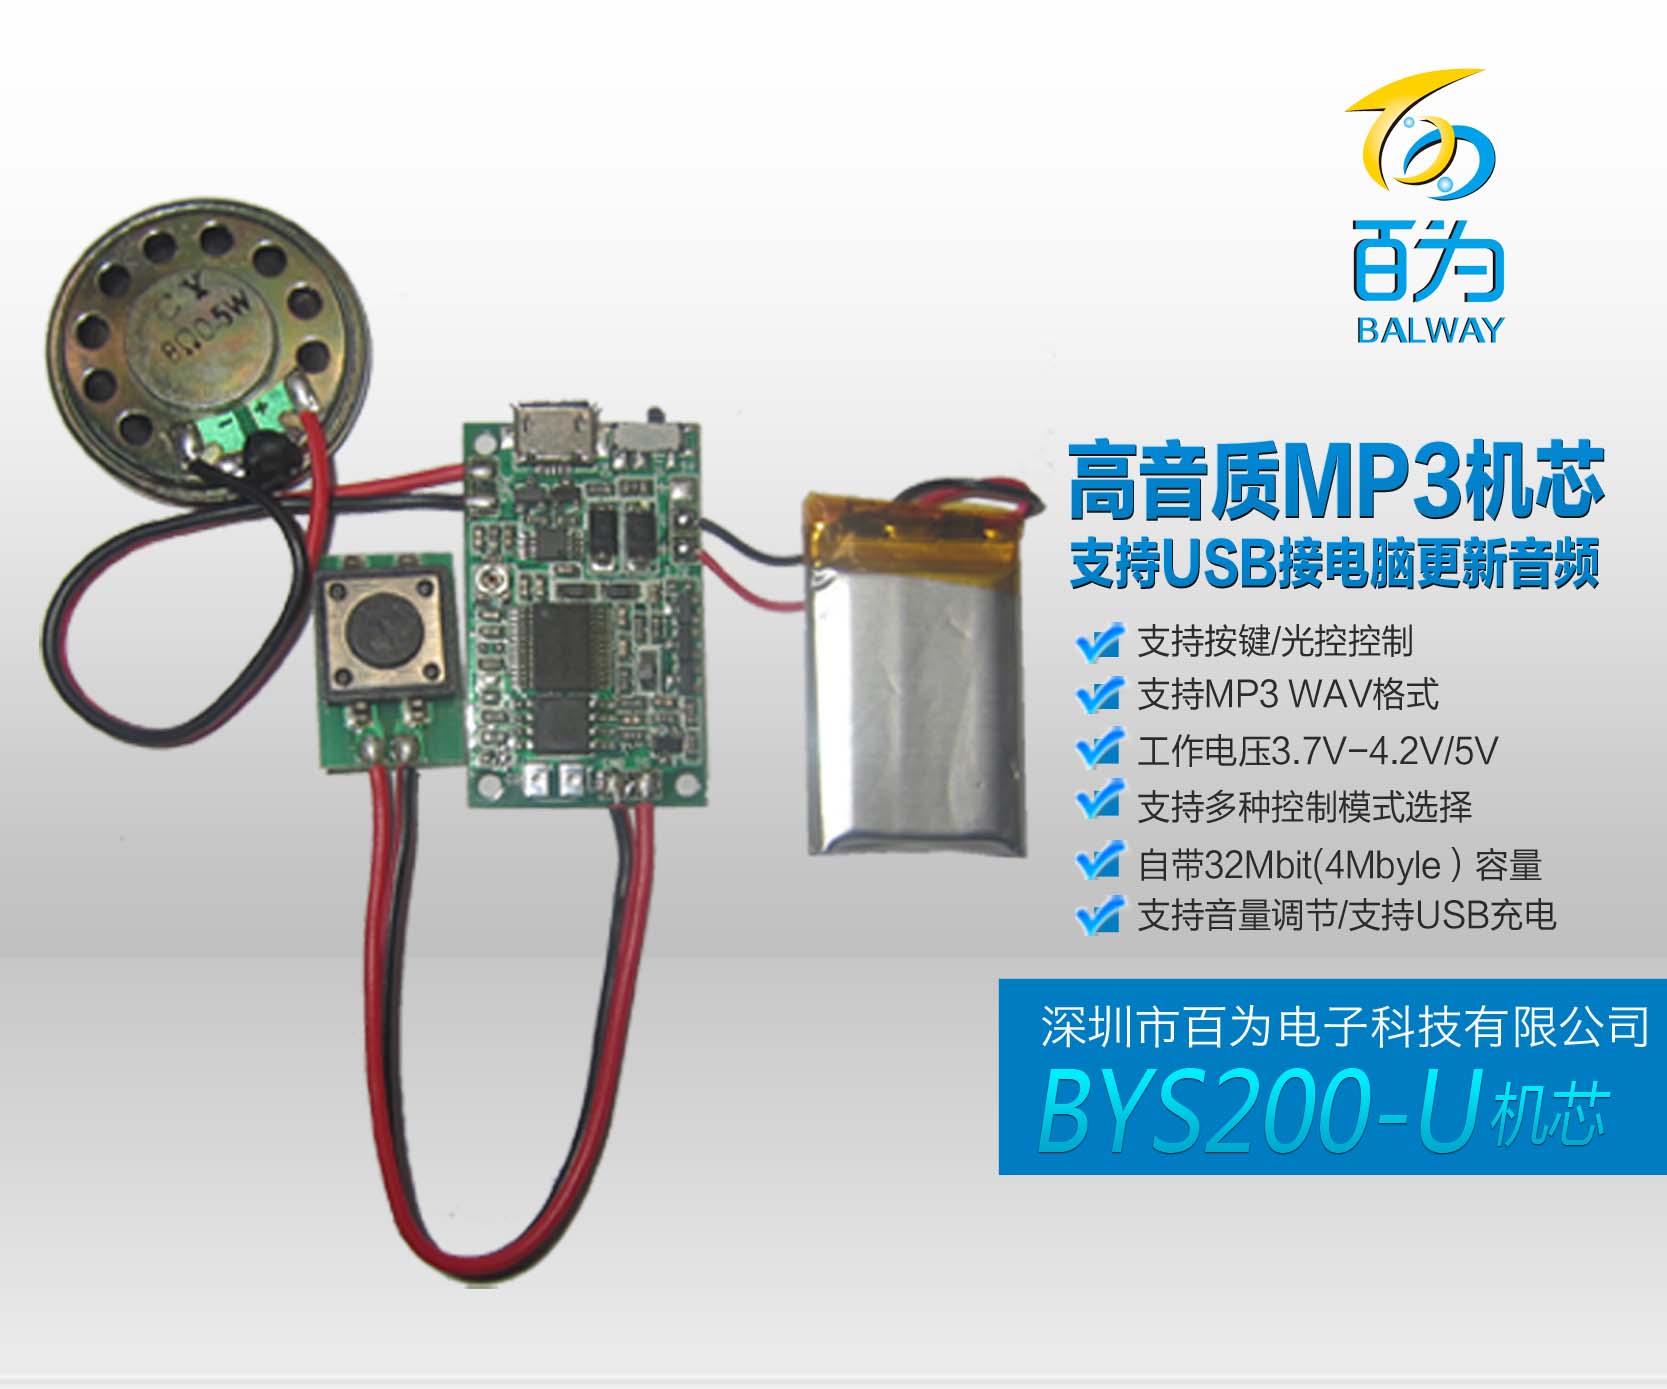 百为
BALWAY
CY
8Ω0.5W
- +
高音质MP3机芯
支持USB接电脑更新音频
支持按键/光控控制
支持MP3 WAV格式
工作电压3.7V-4.2V/5V
支持多种控制模式选择
自带32Mbit(4Mbyle）容量
支持音量调节/支持USB充电
深圳市百为电子科技有限公司
BYS200-U机芯